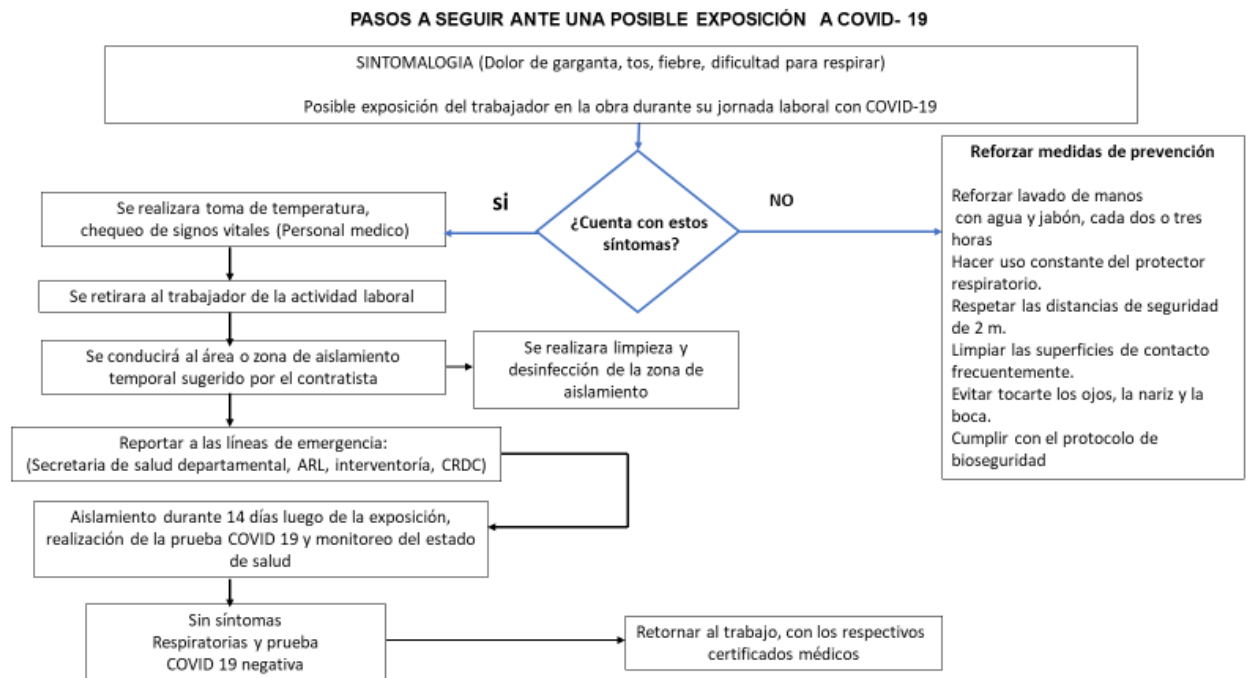 PASOS A SEGUIR ANTE UNA POSIBLE EXPOSICIÓN A COVID- 19
SINTOMALOGIA (Dolor de garganta, tos, fiebre, dificultad para respirar)
Posible exposición del trabajador en la obra durante su jornada laboral con COVID-19
¿Cuenta con estos
síntomas?
si
NO
Se realizara toma de temperatura,
chequeo de signos vitales (Personal medico)
Se retirara al trabajador de la actividad laboral
Se conducirá al área o zona de aislamiento
temporal sugerido por el contratista
Se realizara limpieza y
desinfección de la zona de
aislamiento
Reportar a las líneas de emergencia:
(Secretaria de salud departamental, ARL, interventoría, CRDC)
Aislamiento durante 14 días luego de la exposición,
realización de la prueba COVID 19 y monitoreo del estado
de salud
Sin síntomas
Respiratorias y prueba
COVID 19 negativa
Retornar al trabajo, con los respectivos
certificados médicos
Reforzar medidas de prevención
Reforzar lavado de manos
con agua y jabón, cada dos o tres
horas
Hacer uso constante del protector
respiratorio.
Respetar las distancias de seguridad
de 2 m.
Limpiar las superficies de contacto
frecuentemente.
Evitar tocarte los ojos, la nariz y la
boca.
Cumplir con el protocolo de
bioseguridad